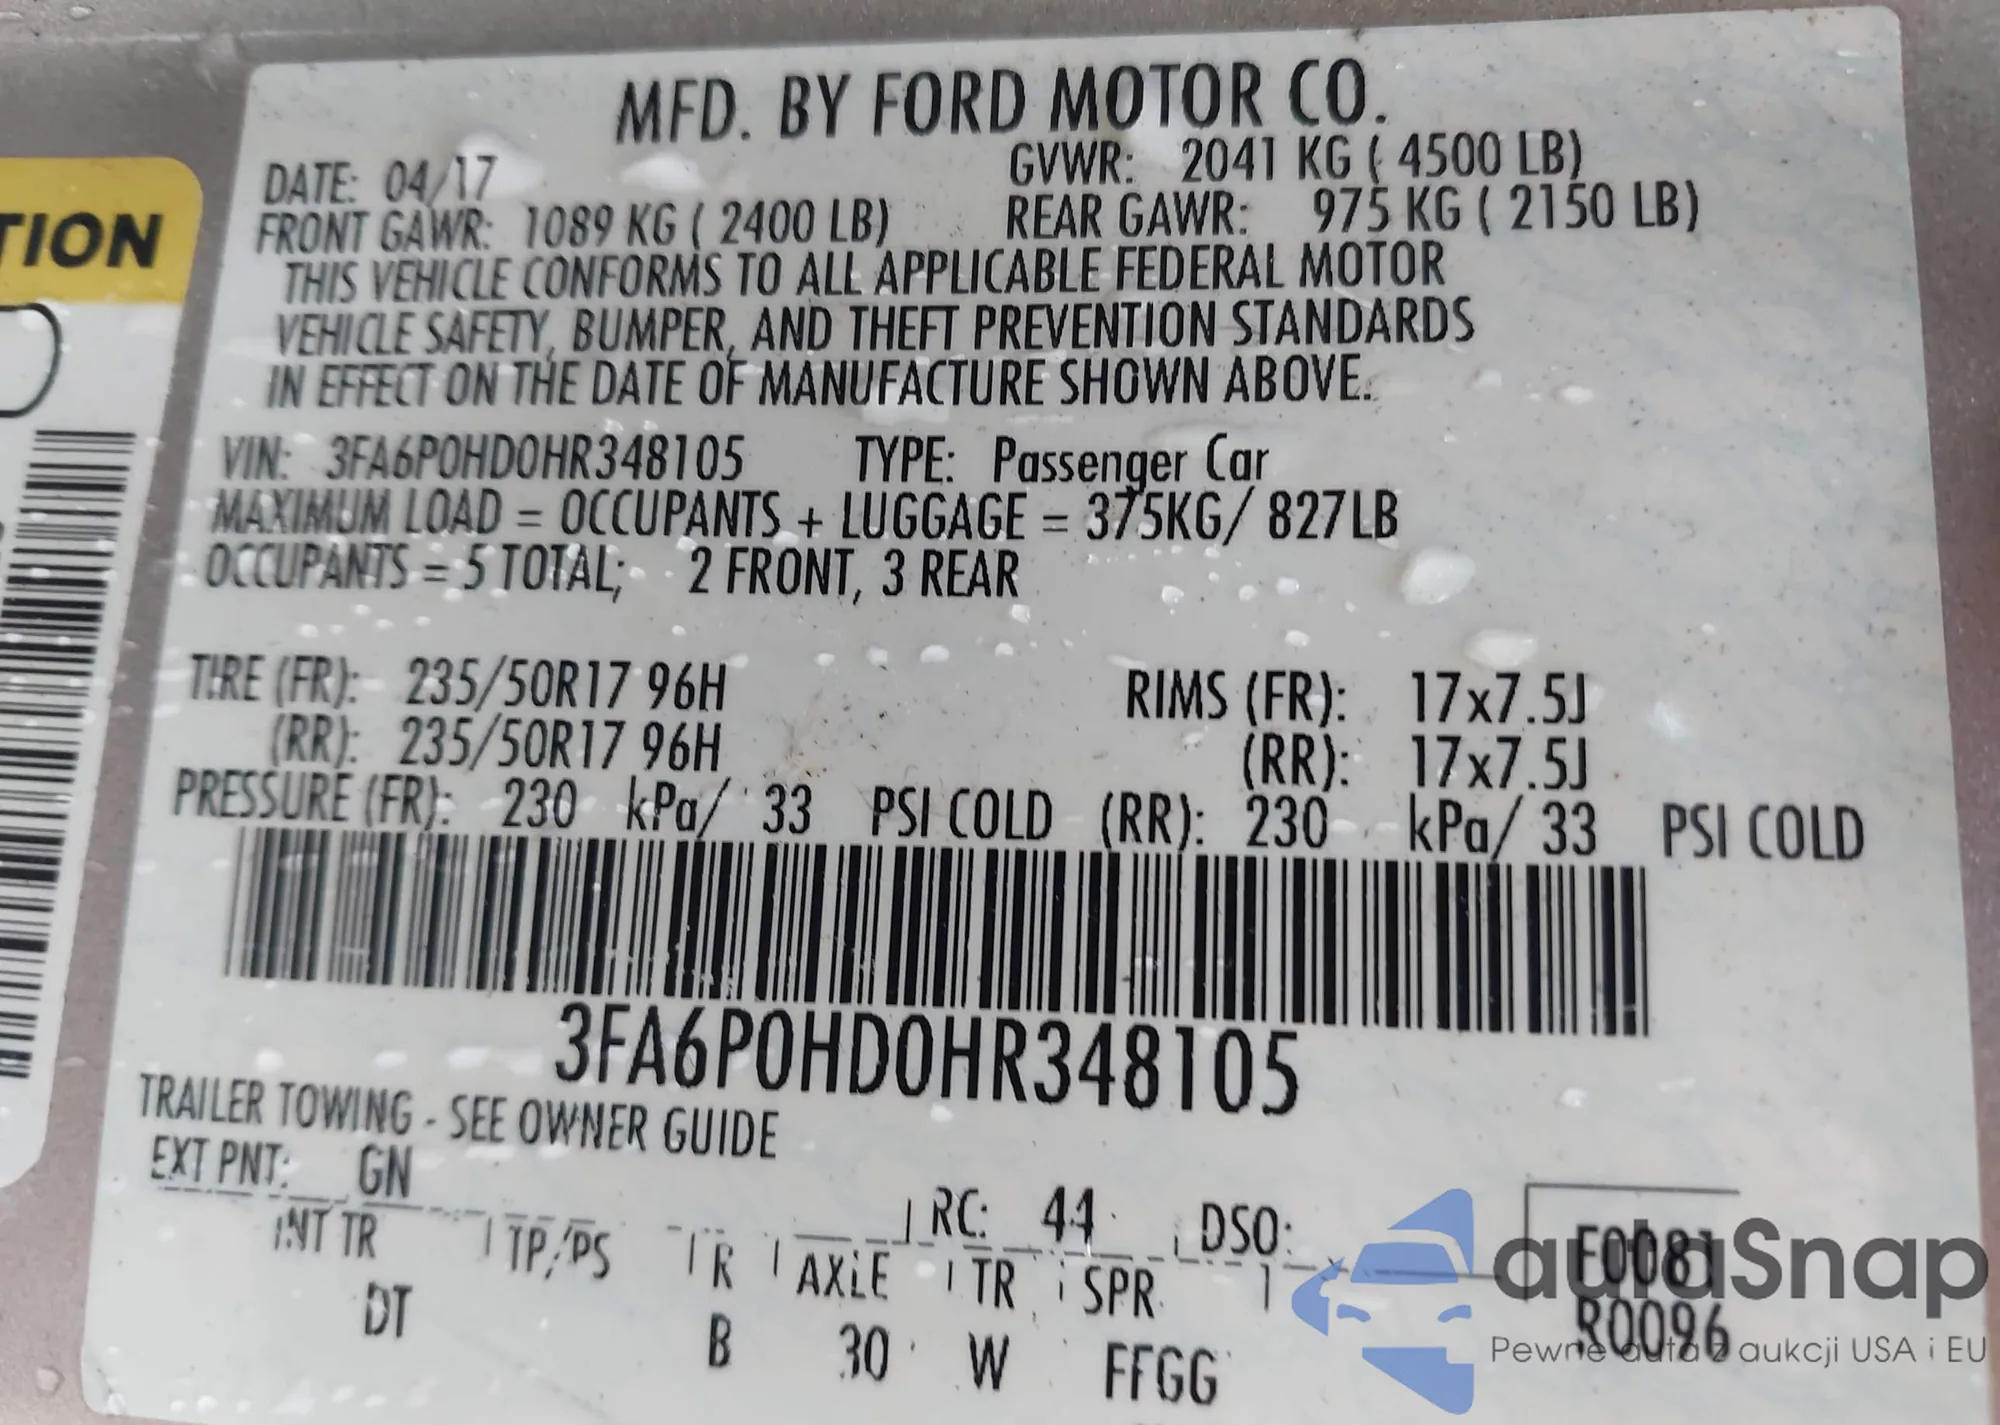 TION
MFD. BY FORD MOTOR CO.
DATE: 04/17 GVWR: 2041 KG ( 4500 LB)
FRONT GAWR: 1089 KG ( 2400 LB) REAR GAWR: 975 KG ( 2150 LB)
THIS VEHICLE CONFORMS TO ALL APPLICABLE FEDERAL MOTOR
VEHICLE SAFETY, BUMPER, AND THEFT PREVENTION STANDARDS
IN EFFECT ON THE DATE OF MANUFACTURE SHOWN ABOVE.
VIN: 3FA6P0HD0HR348105 TYPE: Passenger Car
MAXIMUM LOAD = OCCUPANTS + LUGGAGE = 375KG/ 827LB
OCCUPANTS = 5 TOTAL; 2 FRONT, 3 REAR
TIRE (FR): 235/50R17 96H RIMS (FR): 17x7.5J
(RR): 235/50R17 96H (RR): 17x7.5J
PRESSURE (FR): 230 kPa/ 33 PSI COLD (RR): 230 kPa/ 33 PSI COLD
3FA6P0HD0HR348105
TRAILER TOWING - SEE OWNER GUIDE
EXT PNT: GN RC: 44 DSO:
INT TR TP/PS R AXLE TR SPR
DT B 30 W FFGG
F0081
R0096
autaSnap
Pewne auta z aukcji USA i EU